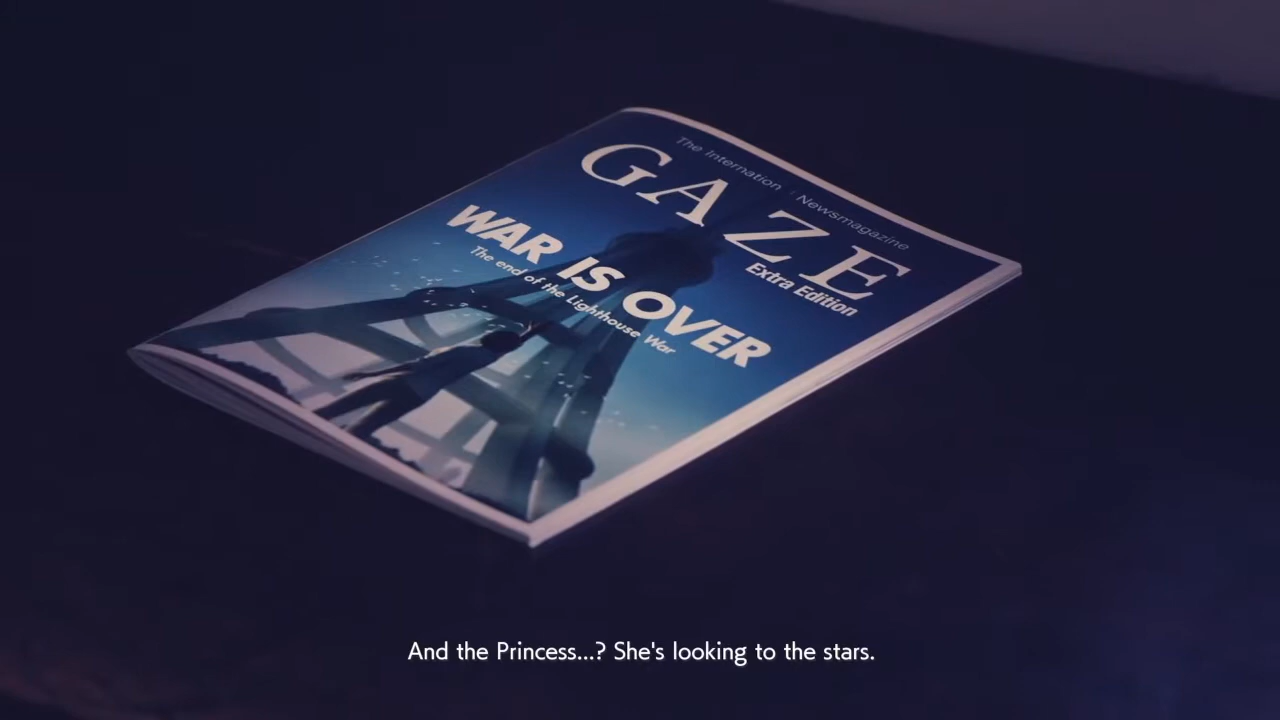 The Internation Newsmagazine
GAZE
Extra Edition
WAR IS OVER
The end of the Lighthouse War
And the Princess...? She's looking to the stars.